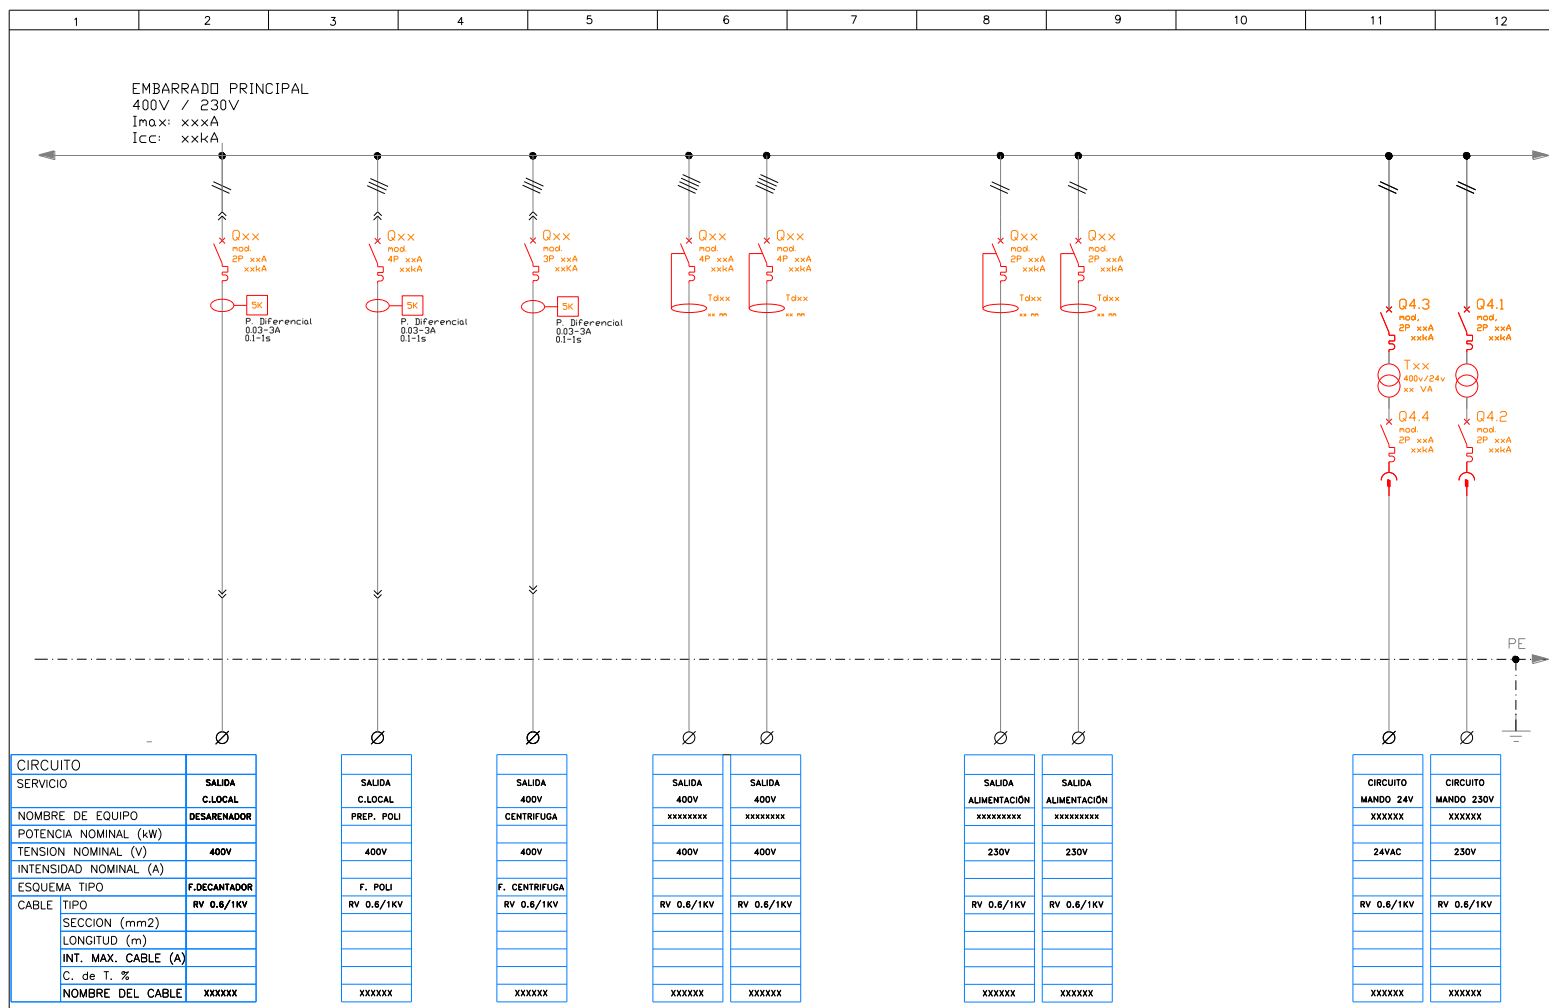 1 2 3 4 5 6 7 8 9 10 11 12
EMBARRADO PRINCIPAL
400V / 230V
Imax: xxxA
Icc: xxkA
Qxx
mod.
2P xxA
xxkA
5K
P. Diferencial
0.03-3A
0.1-1s
Qxx
mod.
4P xxA
xxkA
5K
P. Diferencial
0.03-3A
0.1-1s
Qxx
mod.
3P xxA
xxKA
5K
P. Diferencial
0.03-3A
0.1-1s
Qxx
mod.
4P xxA
xxkA
Tdxx
xx mm
Qxx
mod.
4P xxA
xxkA
Tdxx
xx mm
Qxx
mod.
2P xxA
xxkA
Tdxx
xx mm
Qxx
mod.
2P xxA
xxkA
Tdxx
xx mm
Q4.3
mod.
2P xxA
xxkA
Txx
400v/24v
xx VA
Q4.4
mod.
2P xxA
xxkA
Q4.1
mod.
2P xxA
xxkA
Q4.2
mod.
2P xxA
xxkA
PE
CIRCUITO
SERVICIO SALIDA SALIDA SALIDA SALIDA SALIDA SALIDA SALIDA CIRCUITO CIRCUITO
C.LOCAL C.LOCAL 400V 400V 400V ALIMENTACIÓN ALIMENTACIÓN MANDO 24V MANDO 230V
NOMBRE DE EQUIPO DESARENADOR PREP. POLI CENTRIFUGA xxxxxxxx xxxxxxxx xxxxxxxxx xxxxxxxxx XXXXXX XXXXXX
POTENCIA NOMINAL (kW)
TENSION NOMINAL (V) 400V 400V 400V 400V 400V 230V 230V 24VAC 230V
INTENSIDAD NOMINAL (A)
ESQUEMA TIPO F.DECANTADOR F. POLI F. CENTRIFUGA
CABLE TIPO RV 0.6/1KV RV 0.6/1KV RV 0.6/1KV RV 0.6/1KV RV 0.6/1KV RV 0.6/1KV RV 0.6/1KV RV 0.6/1KV RV 0.6/1KV
SECCION (mm2)
LONGITUD (m)
INT. MAX. CABLE (A)
C. de T. %
NOMBRE DEL CABLE XXXXXX XXXXXX XXXXXX XXXXXX XXXXXX XXXXXX XXXXXX XXXXXX XXXXXX